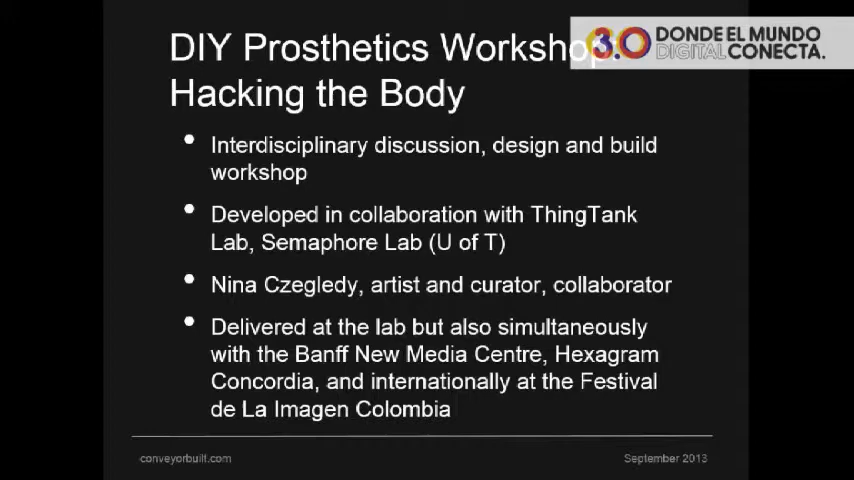 DIY Prosthetics Workshop
Hacking the Body
3.0 DONDE EL MUNDO
DIGITAL CONECTA.
• Interdisciplinary discussion, design and build
workshop
• Developed in collaboration with ThingTank
Lab, Semaphore Lab (U of T)
• Nina Czegledy, artist and curator, collaborator
• Delivered at the lab but also simultaneously
with the Banff New Media Centre, Hexagram
Concordia, and internationally at the Festival
de La Imagen Colombia
conveyorbuilt.com
September 2013